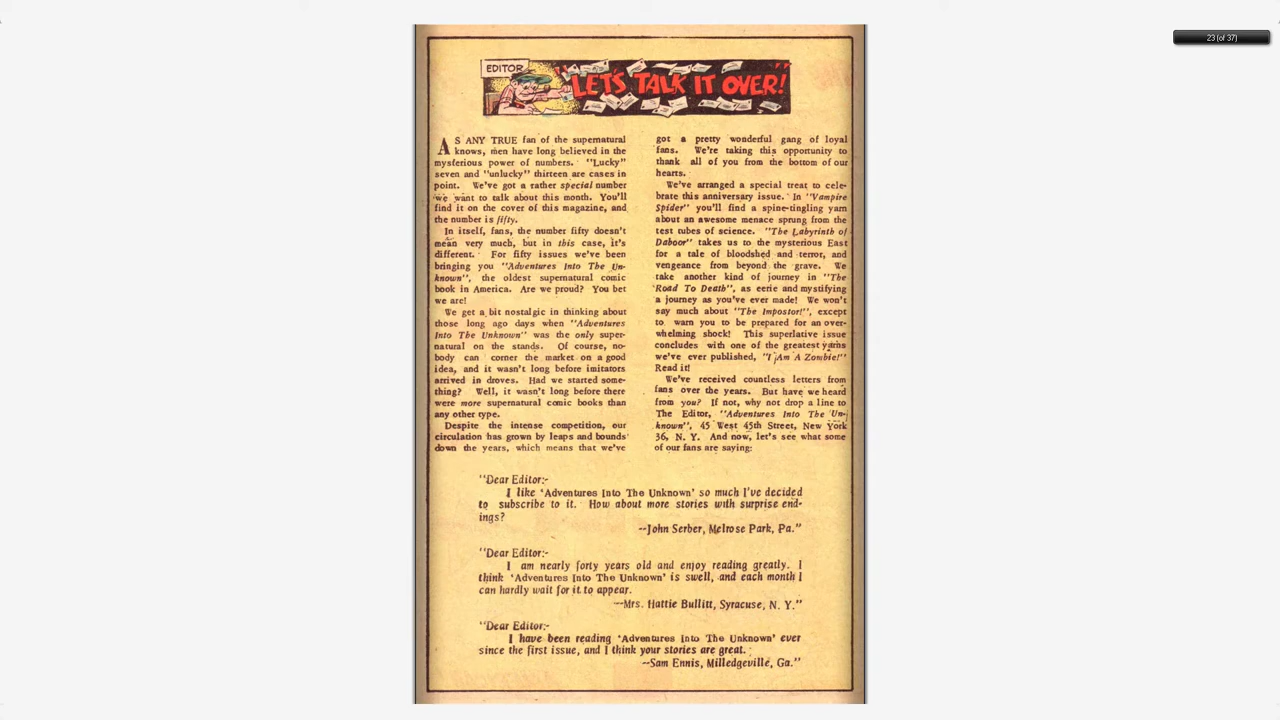 23 (of 37)
EDITOR
"LET'S TALK IT OVER!"
AS ANY TRUE fan of the supernatural
knows, men have long believed in the
mysterious power of numbers. "Lucky"
seven and "unlucky" thirteen are cases in
point. We've got a rather special number
we want to talk about this month. You'll
find it on the cover of this magazine, and
the number is fifty.
In itself, fans, the number fifty doesn't
mean very much, but in this case, it's
different. For fifty issues we've been
bringing you "Adventures Into The Un-
known", the oldest supernatural comic
book in America. Are we proud? You bet
we are!
We get a bit nostalgic in thinking about
those long ago days when "Adventures
Into The Unknown" was the only super-
natural on the stands. Of course, no-
body can corner the market on a good
idea, and it wasn't long before imitators
arrived in droves. Had we started some-
thing? Well, it wasn't long before there
were more supernatural comic books than
any other type.
Despite the intense competition, our
circulation has grown by leaps and bounds
down the years, which means that we've
got a pretty wonderful gang of loyal
fans. We're taking this opportunity to
thank all of you from the bottom of our
hearts.
We've arranged a special treat to cele-
brate this anniversary issue. In "Vampire
Spider" you'll find a spine-tingling yarn
about an awesome menace sprung from the
test tubes of science. "The Labyrinth of
Daboor" takes us to the mysterious East
for a tale of bloodshed and terror, and
vengeance from beyond the grave. We
take another kind of journey in "The
Road To Death", as eerie and mystifying
a journey as you've ever made! We won't
say much about "The Impostor!", except
to warn you to be prepared for an over-
whelming shock! This superlative issue
concludes with one of the greatest yarns
we've ever published, "I Am A Zombie!"
Read it!
We've received countless letters from
fans over the years. But have we heard
from you? If not, why not drop a line to
The Editor, "Adventures Into The Un-
known", 45 West 45th Street, New York
36, N. Y. And now, let's see what some
of our fans are saying:
"Dear Editor:-
I like 'Adventures Into The Unknown' so much I've decided
to subscribe to it. How about more stories with surprise end-
ings?
--John Serber, Melrose Park, Pa."
"Dear Editor:-
I am nearly forty years old and enjoy reading greatly. I
think 'Adventures Into The Unknown' is swell, and each month I
can hardly wait for it to appear.
--Mrs. Hattie Bullitt, Syracuse, N. Y."
"Dear Editor:-
I have been reading 'Adventures Into The Unknown' ever
since the first issue, and I think your stories are great.
--Sam Ennis, Milledgeville, Ga."